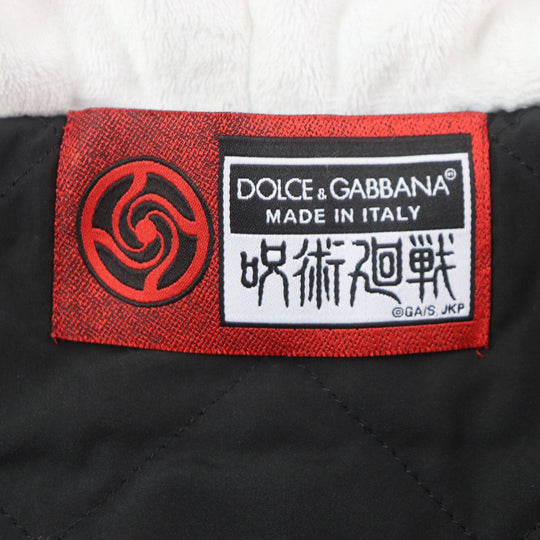 DOLCE & GABBANA®
MADE IN ITALY
呪術廻戦
©GA/S JKP